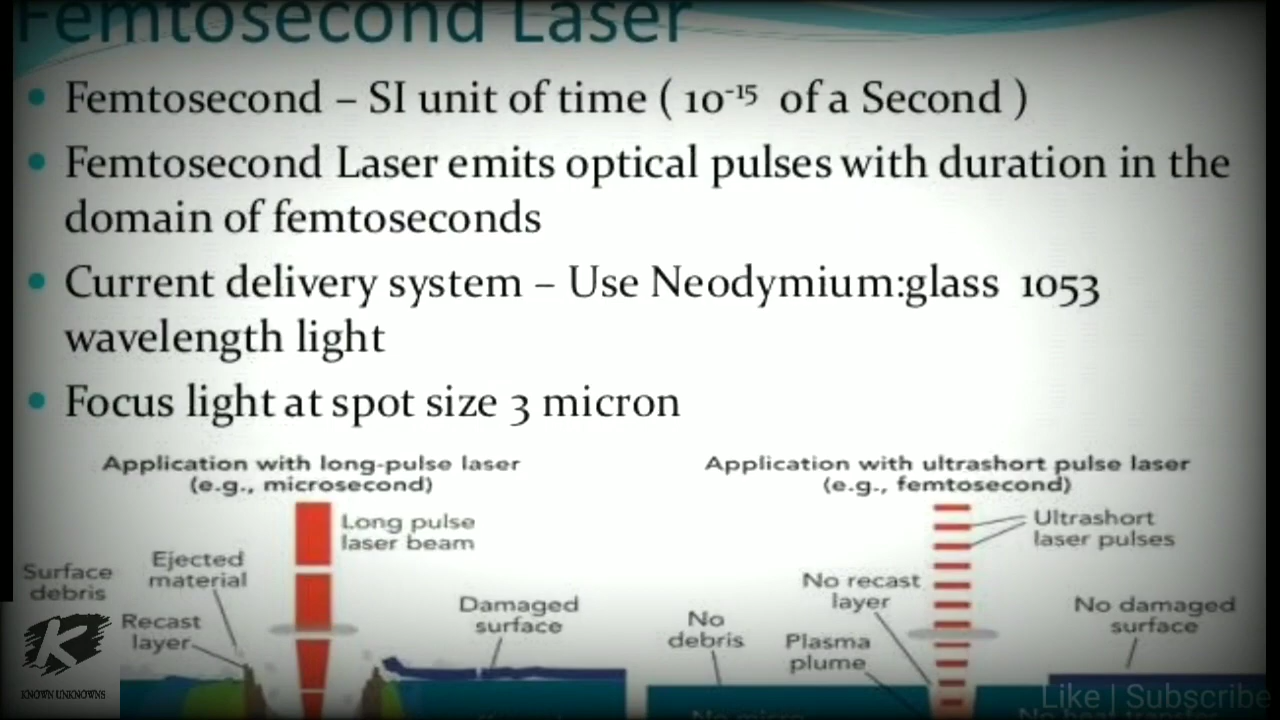 Femtosecond Laser
• Femtosecond – SI unit of time ( 10⁻¹⁵ of a Second )
• Femtosecond Laser emits optical pulses with duration in the
domain of femtoseconds
• Current delivery system – Use Neodymium:glass 1053
wavelength light
• Focus light at spot size 3 micron
Application with long-pulse laser
(e.g., microsecond)
Long pulse
laser beam
Ejected
material
Surface
debris
Recast
layer
Damaged
surface
Application with ultrashort pulse laser
(e.g., femtosecond)
Ultrashort
laser pulses
No recast
layer
No
debris
Plasma
plume
No damaged
surface
No micro
KNOWN UNKNOWNS
Like | Subscribe